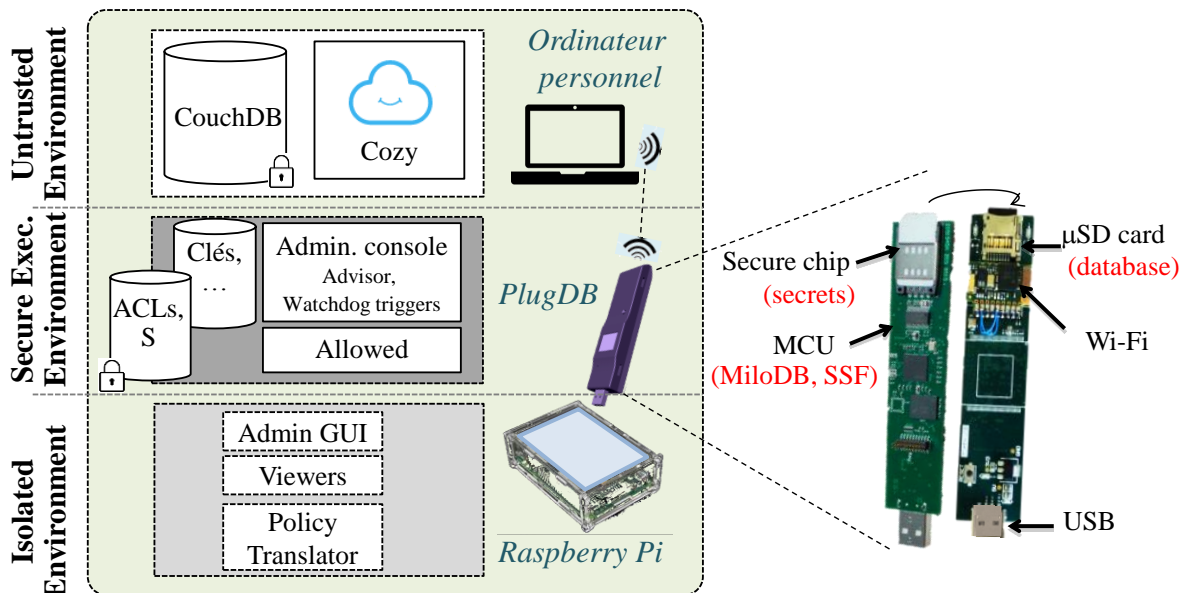 Untrusted
Environment
CouchDB
Cozy
Ordinateur
personnel
Secure Exec.
Environment
Clés,
…
ACLs,
S
Admin. console
Advisor,
Watchdog triggers
Allowed
PlugDB
Isolated
Environment
Admin GUI
Viewers
Policy
Translator
Raspberry Pi
Secure chip
(secrets)
MCU
(MiloDB, SSF)
µSD card
(database)
Wi-Fi
USB